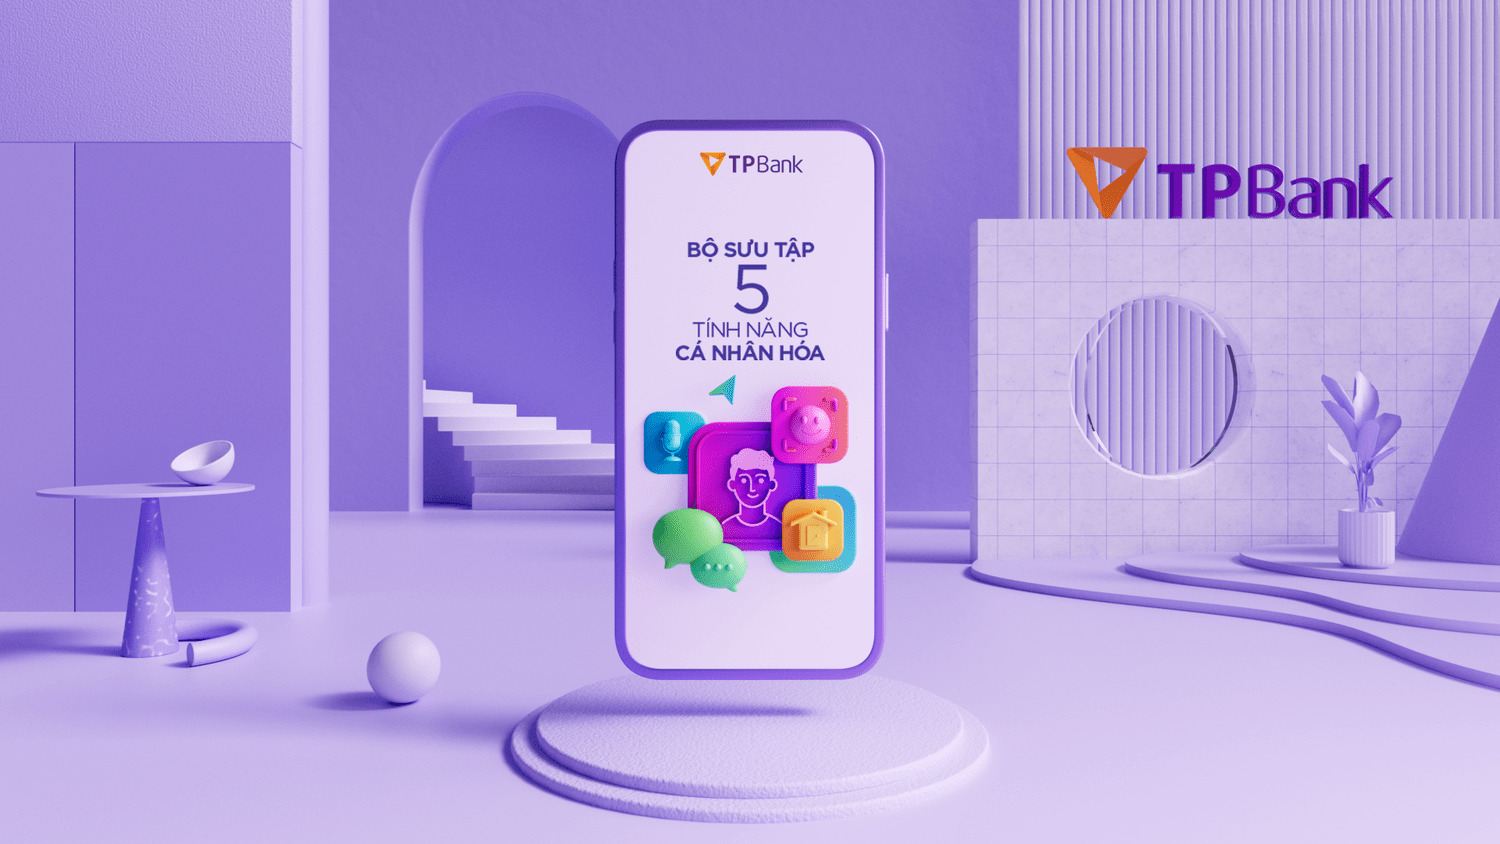 TPBank
BỘ SƯU TẬP
5
TÍNH NĂNG
CÁ NHÂN HÓA
TPBank